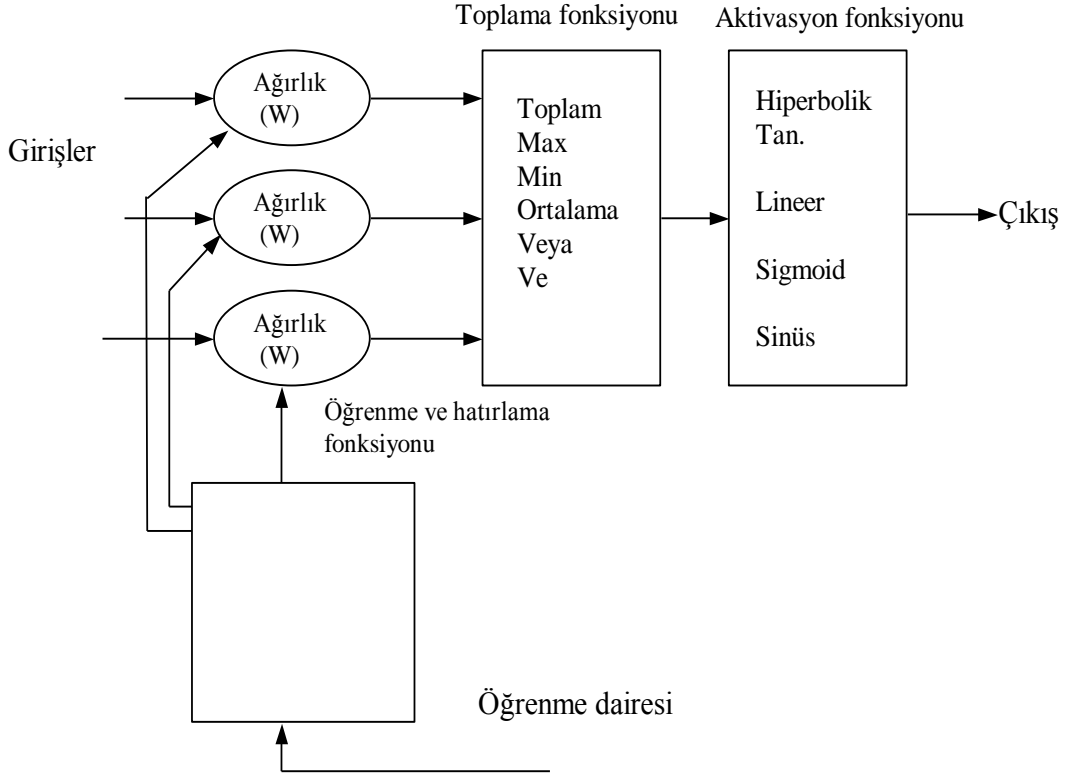 Toplama fonksiyonu
Aktivasyon fonksiyonu
Girişler
Ağırlık
(W)
Ağırlık
(W)
Ağırlık
(W)
Toplam
Max
Min
Ortalama
Veya
Ve
Hiperbolik
Tan.
Lineer
Sigmoid
Sinüs
Çıkış
Öğrenme ve hatırlama
fonksiyonu
Öğrenme dairesi